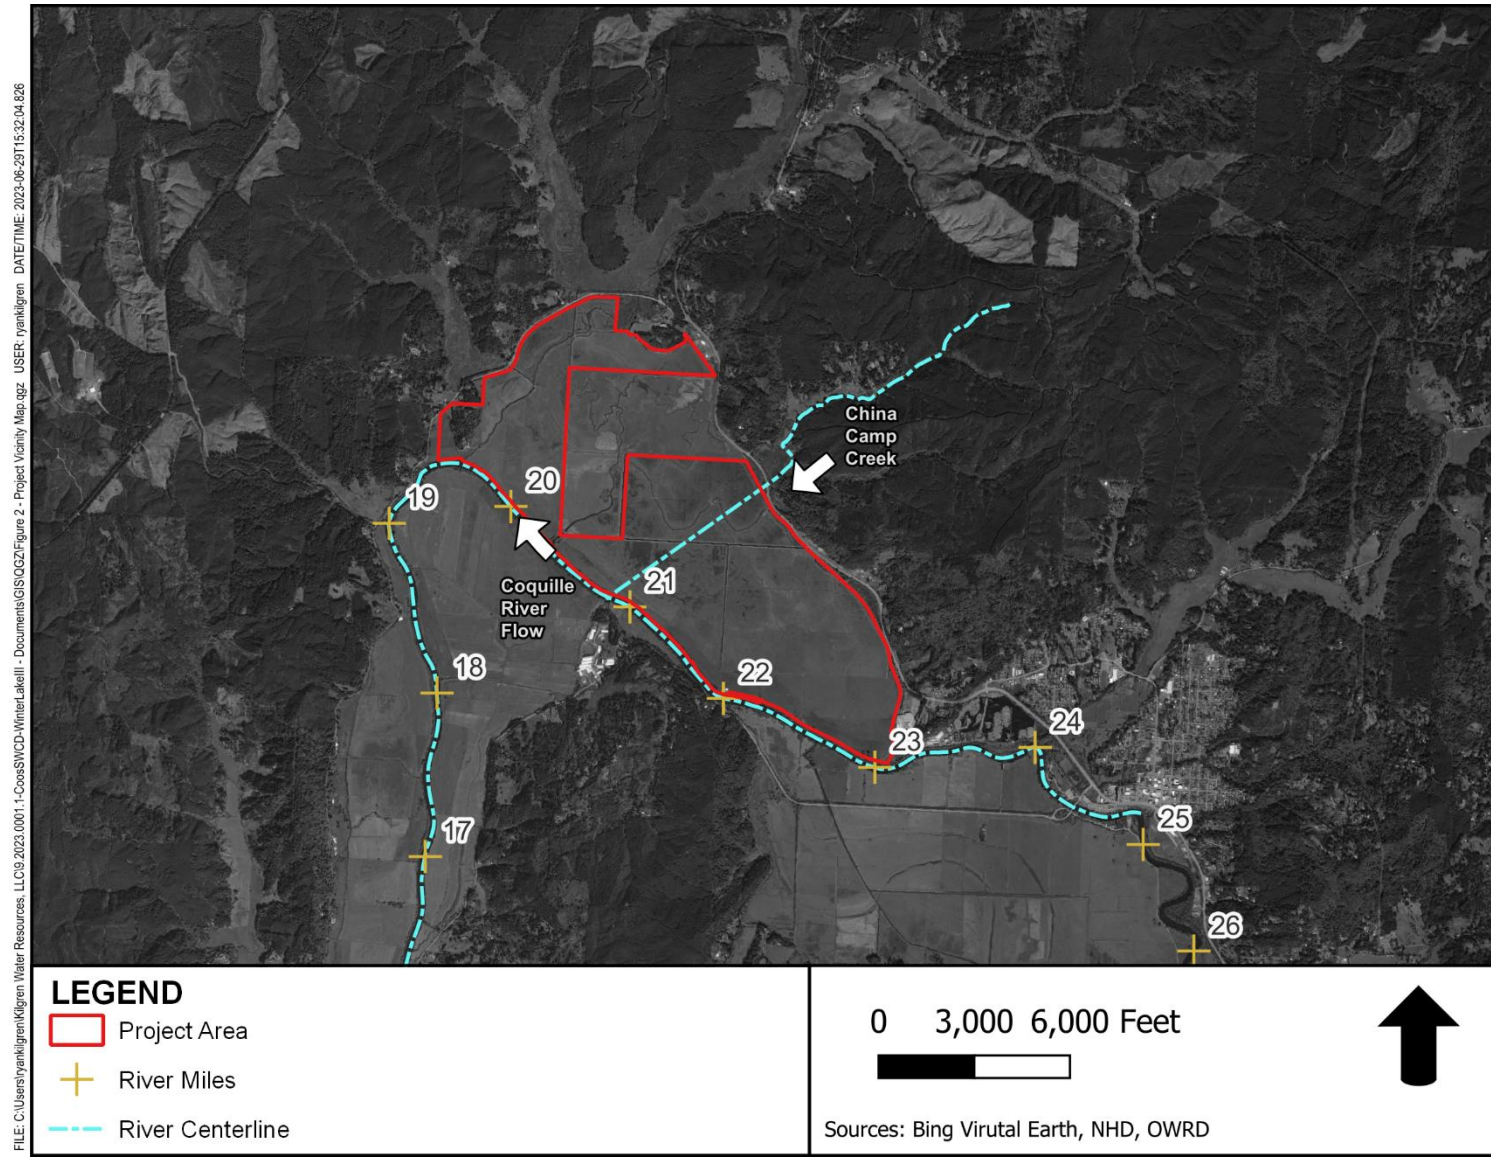 FILE: C:\Users\ryankilgren\Kilgren Water Resources, LLC\9.2023.0001.1-CoosSWCD-WinterLakeIII - Documents\GIS\QGZ\Figure 2 - Project Vicinity Map.qgz   USER: ryankilgren   DATE/TIME: 2023-06-29T15:32:04.826
China
Camp
Creek
20
19
21
Coquille
River
Flow
18
22
24
23
25
17
26
LEGEND
Project Area
River Miles
River Centerline
0 3,000 6,000 Feet
Sources: Bing Virutal Earth, NHD, OWRD